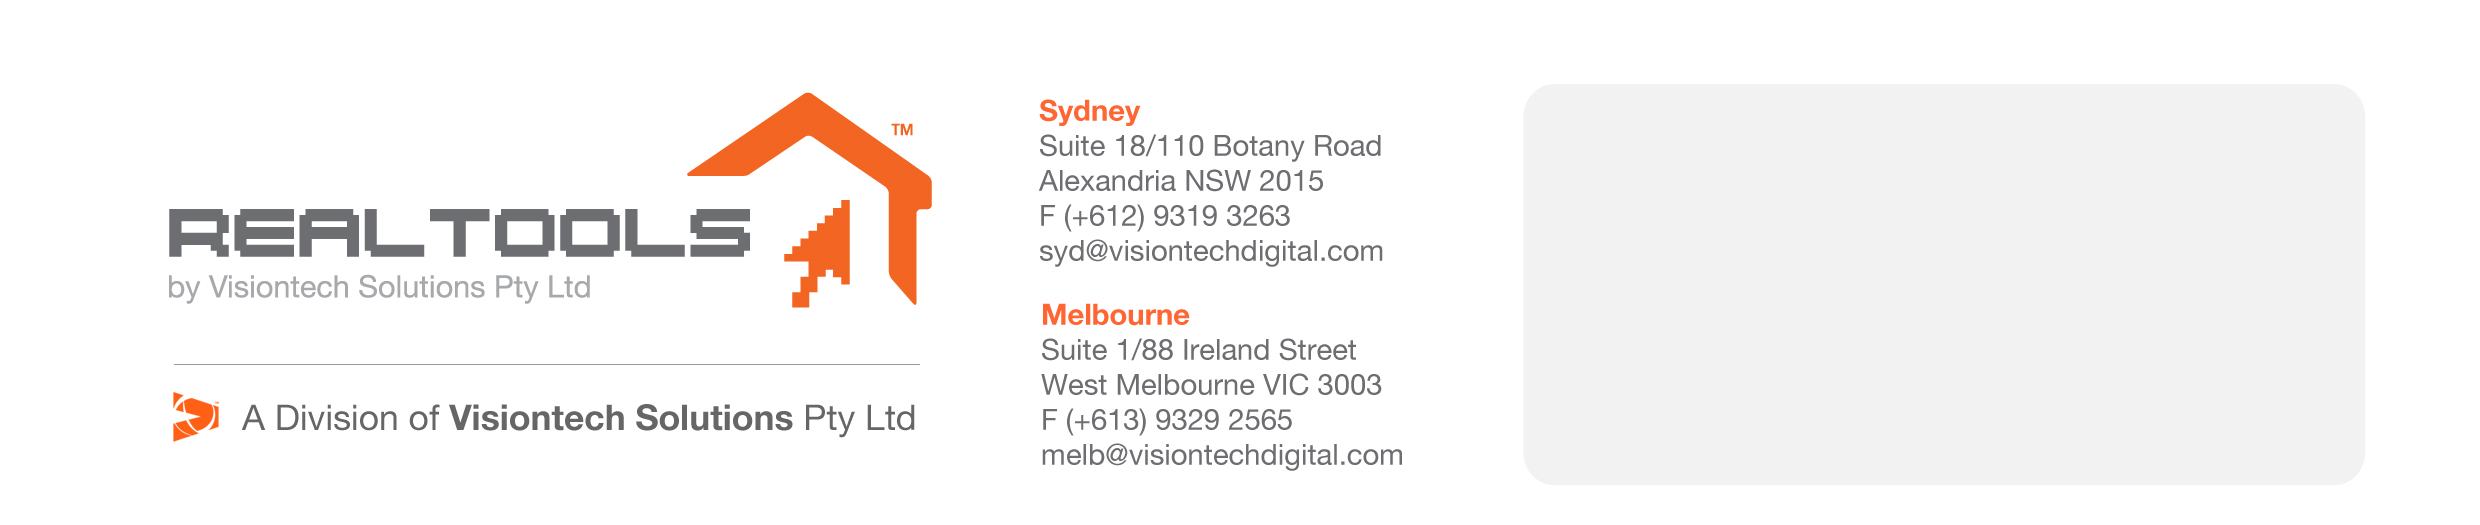 REALTOOLS
™
by Visiontech Solutions Pty Ltd
A Division of Visiontech Solutions Pty Ltd
Sydney
Suite 18/110 Botany Road
Alexandria NSW 2015
F (+612) 9319 3263
syd@visiontechdigital.com
Melbourne
Suite 1/88 Ireland Street
West Melbourne VIC 3003
F (+613) 9329 2565
melb@visiontechdigital.com